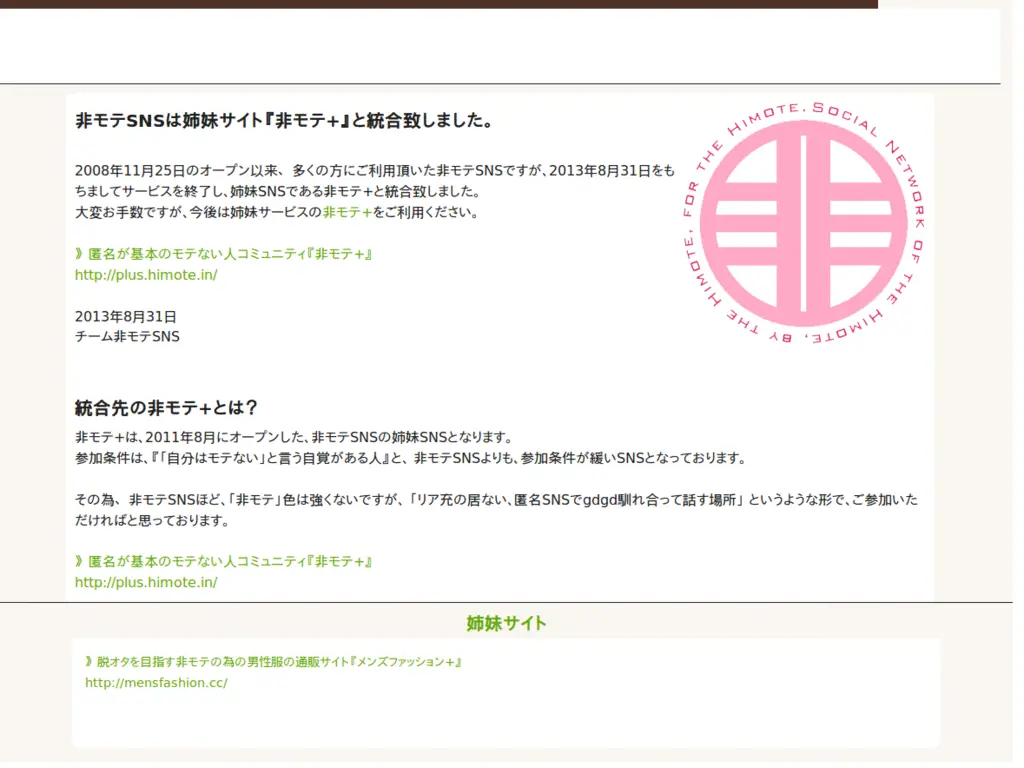 非モテSNSは姉妹サイト『非モテ+』と統合致しました。
2008年11月25日のオープン以来、多くの方にご利用頂いた非モテSNSですが、2013年8月31日をも
ちましてサービスを終了し、姉妹SNSである非モテ+と統合致しました。
大変お手数ですが、今後は姉妹サービスの非モテ+をご利用ください。
》匿名が基本のモテない人コミュニティ『非モテ+』
http://plus.himote.in/
2013年8月31日
チーム非モテSNS
Himote, Social Network of the Himote, by the Himote, for the
統合先の非モテ+とは？
非モテ+は、2011年8月にオープンした、非モテSNSの姉妹SNSとなります。
参加条件は、『「自分はモテない」と言う自覚がある人』と、非モテSNSよりも、参加条件が緩いSNSとなっております。
その為、非モテSNSほど、「非モテ」色は強くないですが、「リア充の居ない、匿名SNSでgdgd馴れ合って話す場所」というような形で、ご参加いた
だければと思っております。
》匿名が基本のモテない人コミュニティ『非モテ+』
http://plus.himote.in/
姉妹サイト
》脱オタを目指す非モテの為の男性服の通販サイト『メンズファッション+』
http://mensfashion.cc/